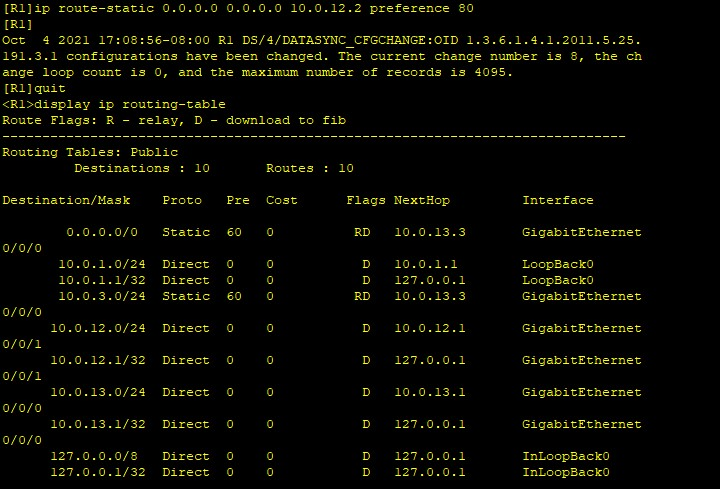 [R1]ip route-static 0.0.0.0 0.0.0.0 10.0.12.2 preference 80
[R1]
Oct  4 2021 17:08:56-08:00 R1 DS/4/DATASYNC_CFGCHANGE:OID 1.3.6.1.4.1.2011.5.25.
191.3.1 configurations have been changed. The current change number is 8, the ch
ange loop count is 0, and the maximum number of records is 4095.
[R1]quit
<R1>display ip routing-table
Route Flags: R - relay, D - download to fib
------------------------------------------------------------------------------
Routing Tables: Public
         Destinations : 10       Routes : 10

Destination/Mask    Proto   Pre  Cost      Flags NextHop         Interface

        0.0.0.0/0   Static  60   0          RD   10.0.13.3       GigabitEthernet
0/0/0
       10.0.1.0/24  Direct  0    0           D   10.0.1.1        LoopBack0
       10.0.1.1/32  Direct  0    0           D   127.0.0.1       LoopBack0
       10.0.3.0/24  Static  60   0          RD   10.0.13.3       GigabitEthernet
0/0/0
      10.0.12.0/24  Direct  0    0           D   10.0.12.1       GigabitEthernet
0/0/1
      10.0.12.1/32  Direct  0    0           D   127.0.0.1       GigabitEthernet
0/0/1
      10.0.13.0/24  Direct  0    0           D   10.0.13.1       GigabitEthernet
0/0/0
      10.0.13.1/32  Direct  0    0           D   127.0.0.1       GigabitEthernet
0/0/0
      127.0.0.0/8   Direct  0    0           D   127.0.0.1       InLoopBack0
      127.0.0.1/32  Direct  0    0           D   127.0.0.1       InLoopBack0